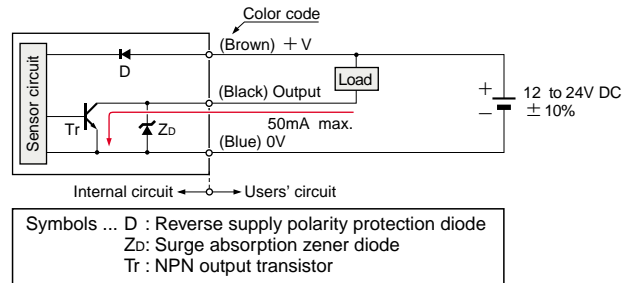 Color code
(Brown) +V
D
Load
Sensor circuit
(Black) Output
+
12 to 24V DC
−
±10%
Tr
ZD
50mA max.
(Blue) 0V
Internal circuit
Users' circuit
Symbols ... D : Reverse supply polarity protection diode
ZD: Surge absorption zener diode
Tr : NPN output transistor